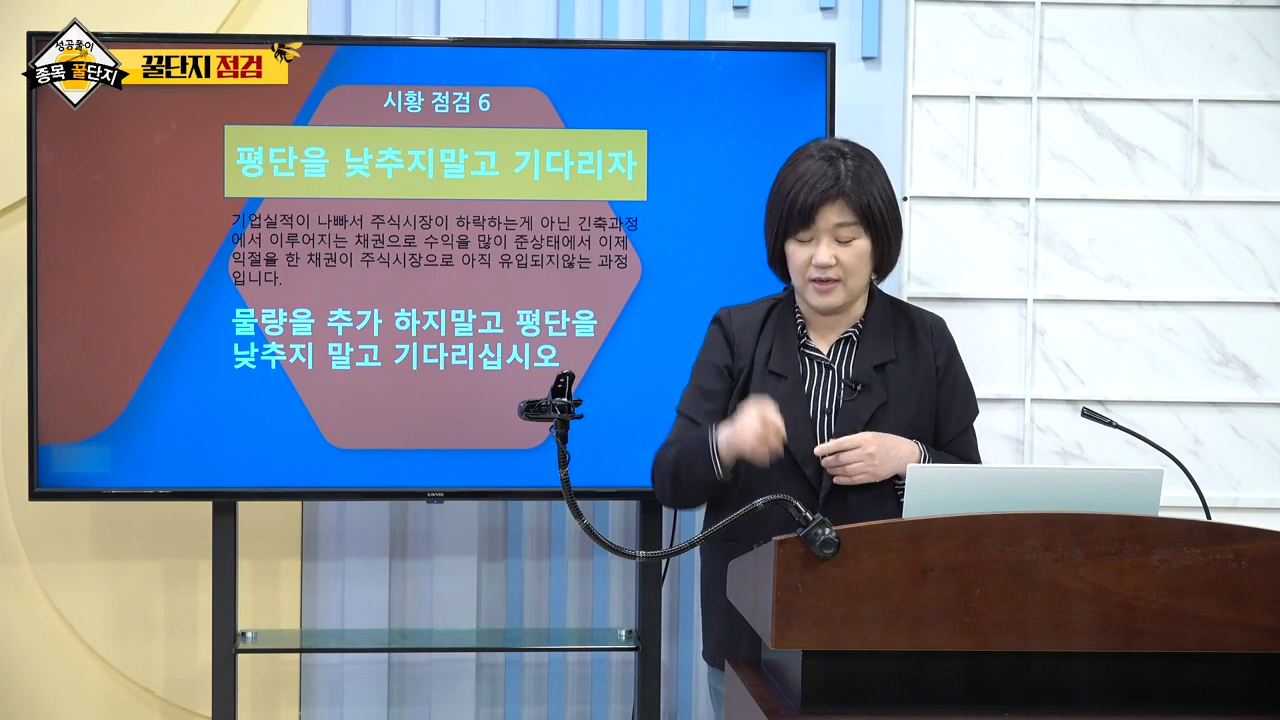 성공풀이
종목 꿀단지
꿀단지 점검
시황 점검 6
평단을 낮추지말고 기다리자
기업실적이 나빠서 주식시장이 하락하는게 아닌 긴축과정
에서 이루어지는 채권으로 수익을 많이 준상태에서 이제
익절을 한 채권이 주식시장으로 아직 유입되지않는 과정
입니다.
물량을 추가 하지말고 평단을
낮추지 말고 기다리십시오